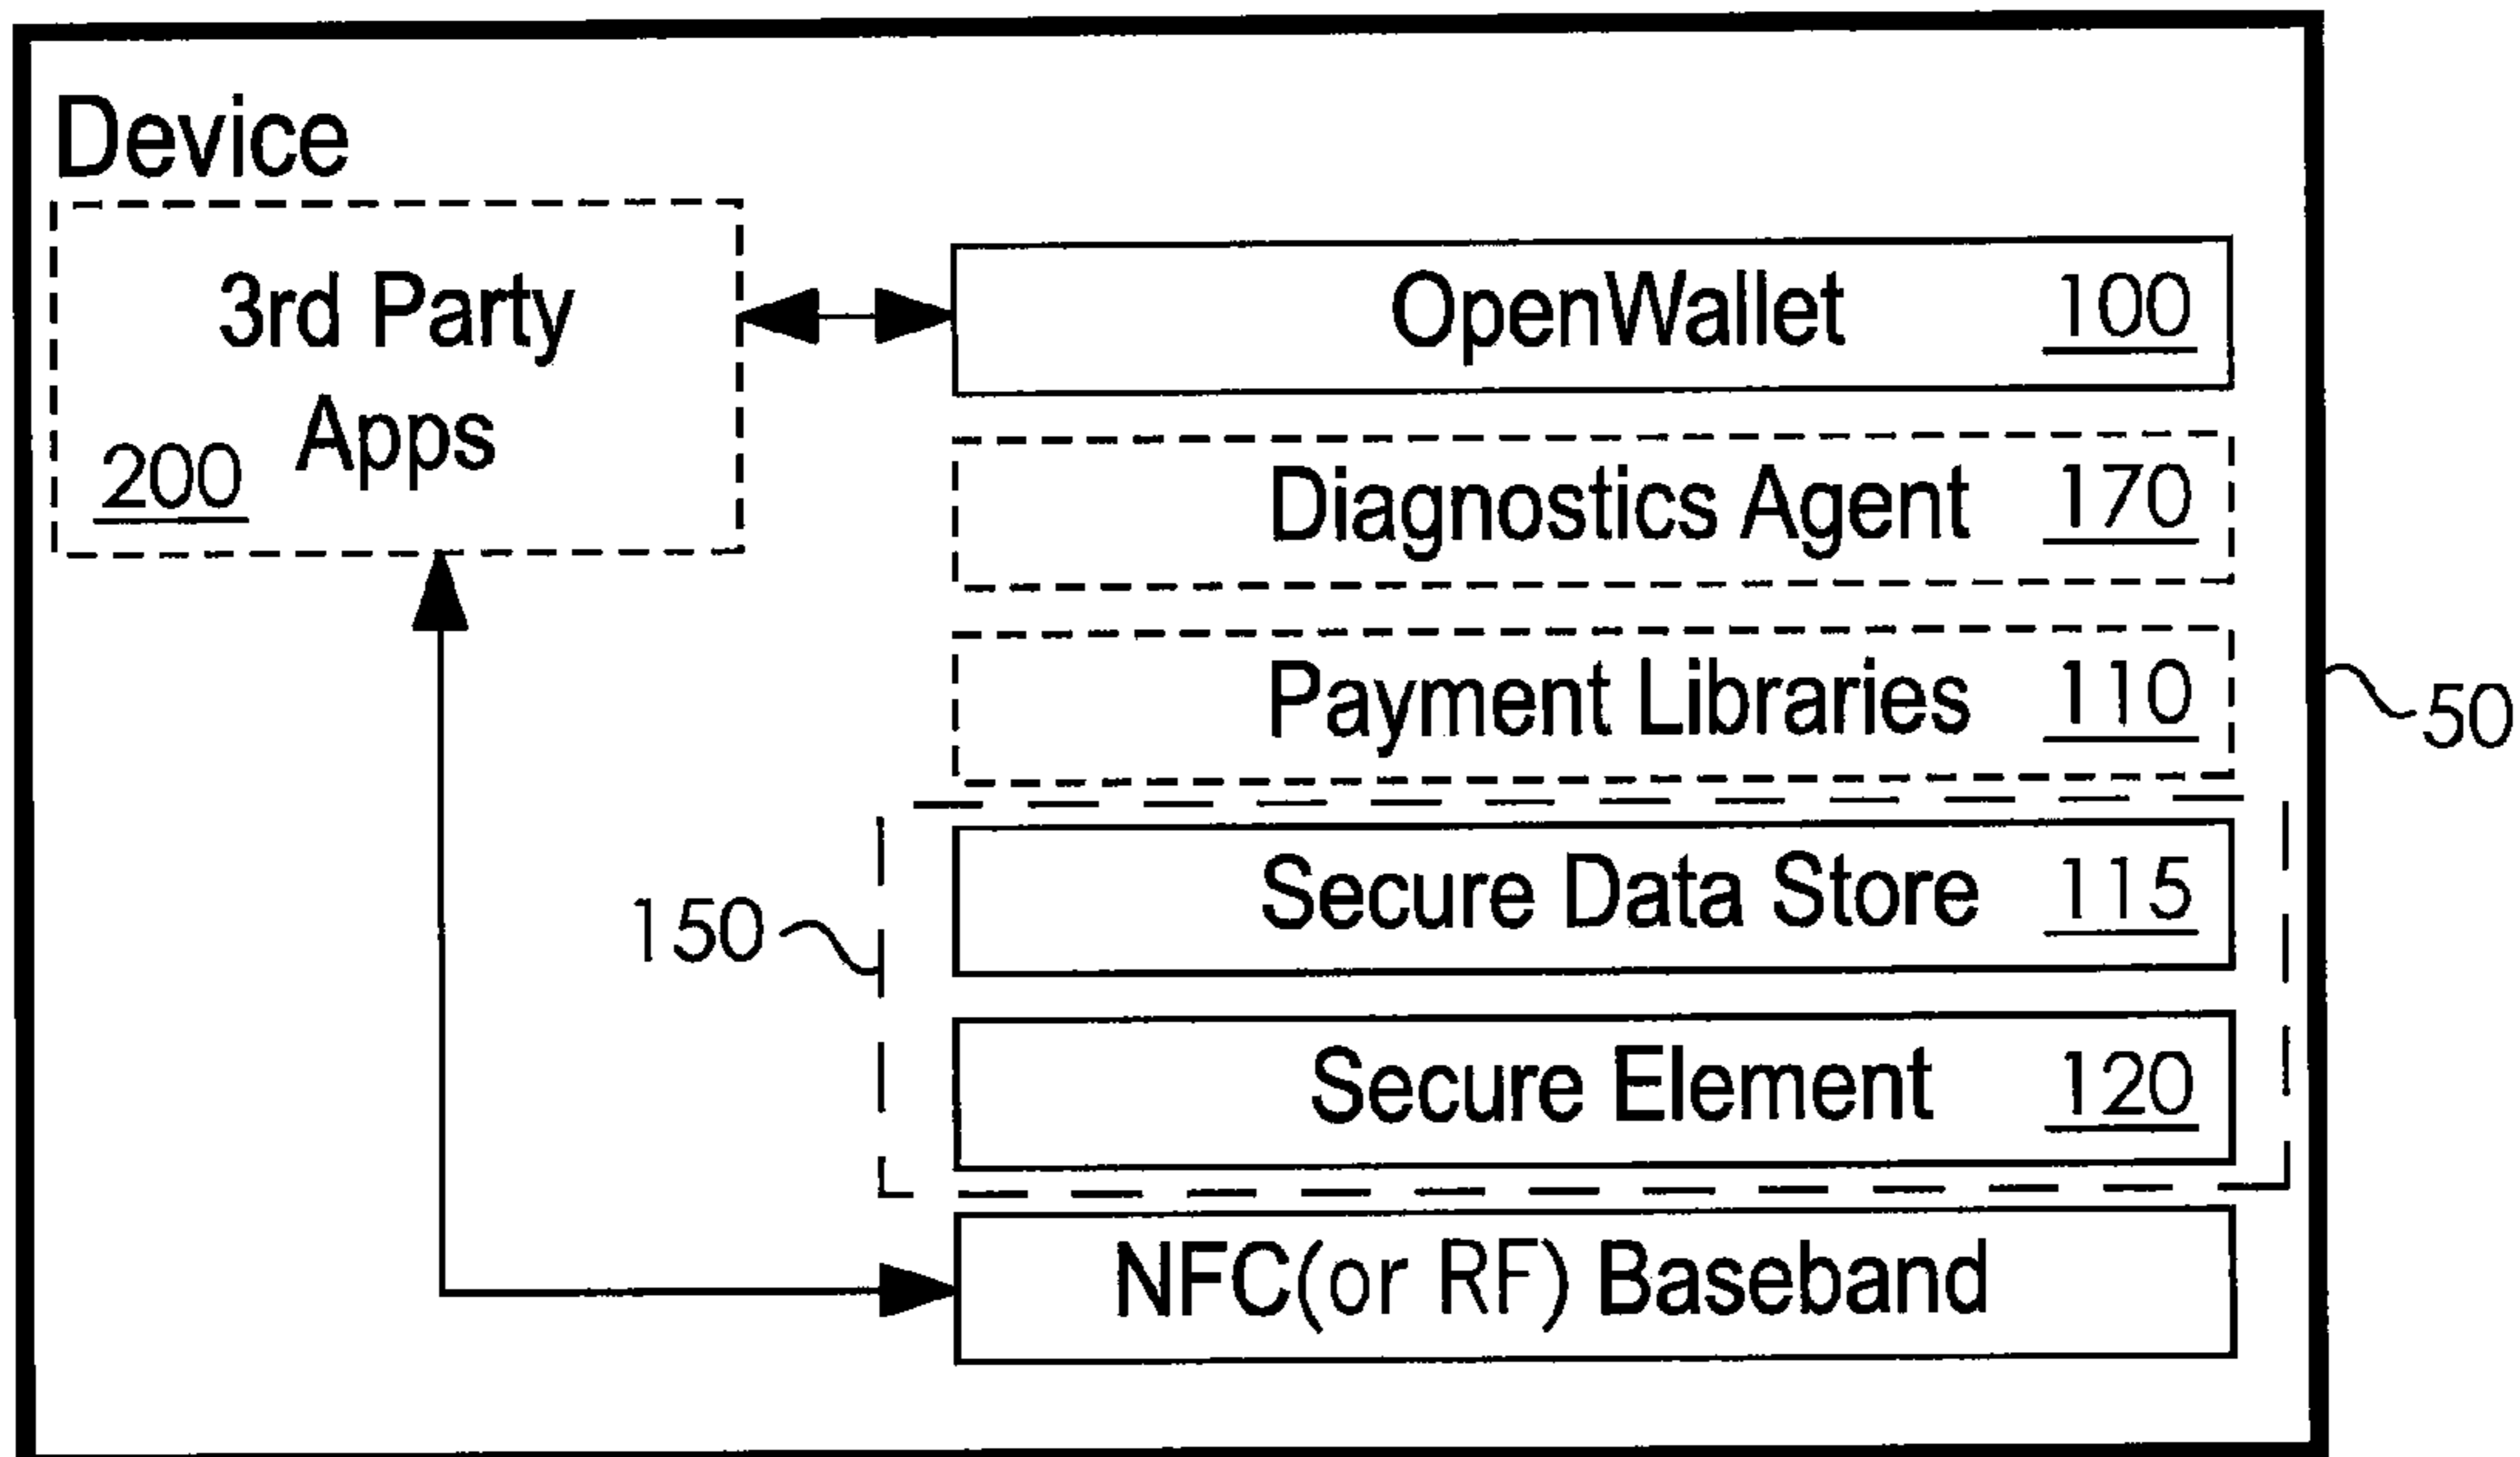 Device
3rd Party
Apps
200
OpenWallet 100
Diagnostics Agent 170
Payment Libraries 110
50
Secure Data Store 115
150
Secure Element 120
NFC(or RF) Baseband